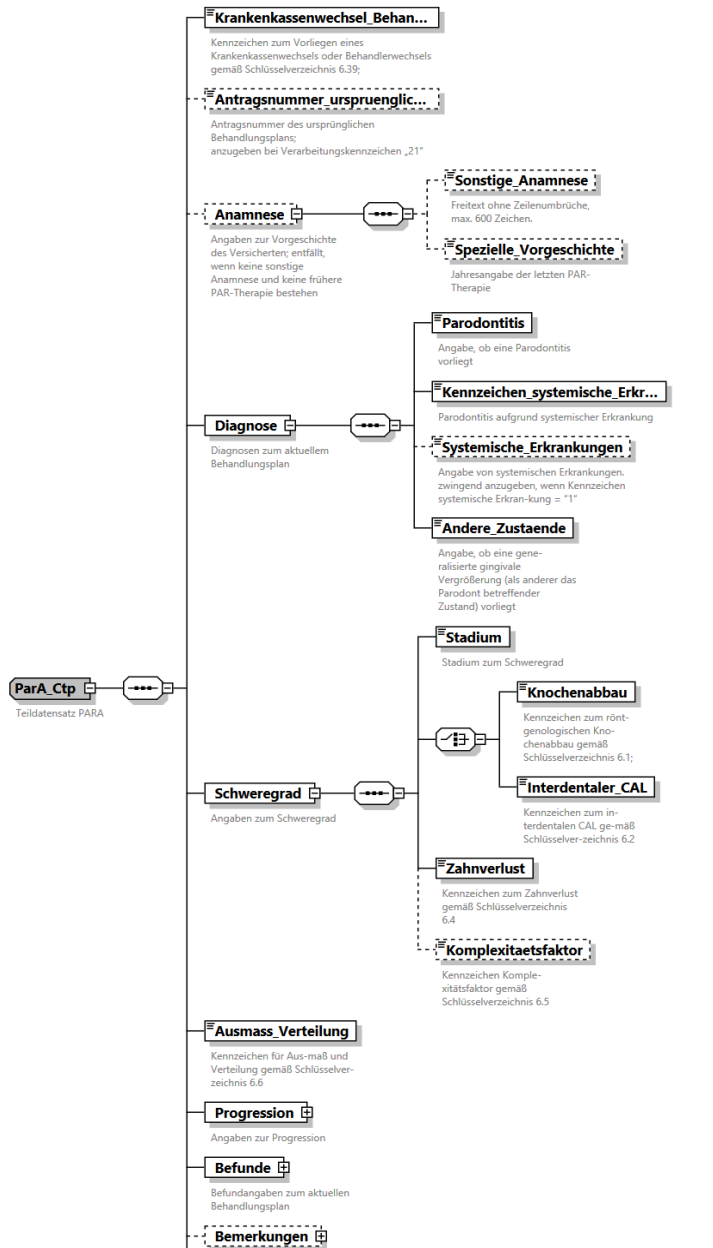 Krankenkassenwechsel_Behan...
Kennzeichen zum Vorliegen eines
Krankenkassenwechsels oder Behandlerwechsels
gemäß Schlüsselverzeichnis 6.39;
Antragsnummer_urspruenglic...
Antragsnummer des ursprünglichen
Behandlungsplans;
anzugeben bei Verarbeitungskennzeichen „21"
Anamnese
Angaben zur Vorgeschichte
des Versicherten; entfällt,
wenn keine sonstige
Anamnese und keine frühere
PAR-Therapie bestehen
Sonstige_Anamnese
Freitext ohne Zeilenumbrüche,
max. 600 Zeichen.
Spezielle_Vorgeschichte
Jahresangabe der letzten PAR-
Therapie
Diagnose
Diagnosen zum aktuellem
Behandlungsplan
Parodontitis
Angabe, ob eine Parodontitis
vorliegt
Kennzeichen_systemische_Erkr...
Parodontitis aufgrund systemischer Erkrankung
Systemische_Erkrankungen
Angabe von systemischen Erkrankungen.
zwingend anzugeben, wenn Kennzeichen
systemische Erkran-kung = "1"
Andere_Zustaende
Angabe, ob eine gene-
ralisierte gingivale
Vergrößerung (als anderer das
Parodont betreffender
Zustand) vorliegt
ParA_Ctp
Teildatensatz PARA
Schweregrad
Angaben zum Schweregrad
Stadium
Stadium zum Schweregrad
Knochenabbau
Kennzeichen zum rönt-
genologischen Kno-
chenabbau gemäß
Schlüsselverzeichnis 6.1;
Interdentaler_CAL
Kennzeichen zum in-
terdentalen CAL ge-mäß
Schlüsselver-zeichnis 6.2
Zahnverlust
Kennzeichen zum Zahnverlust
gemäß Schlüsselverzeichnis
6.4
Komplexitaetsfaktor
Kennzeichen Komple-
xitätsfaktor gemäß
Schlüsselverzeichnis 6.5
Ausmass_Verteilung
Kennzeichen für Aus-maß und
Verteilung gemäß Schlüsselver-
zeichnis 6.6
Progression
Angaben zur Progression
Befunde
Befundangaben zum aktuellen
Behandlungsplan
Bemerkungen